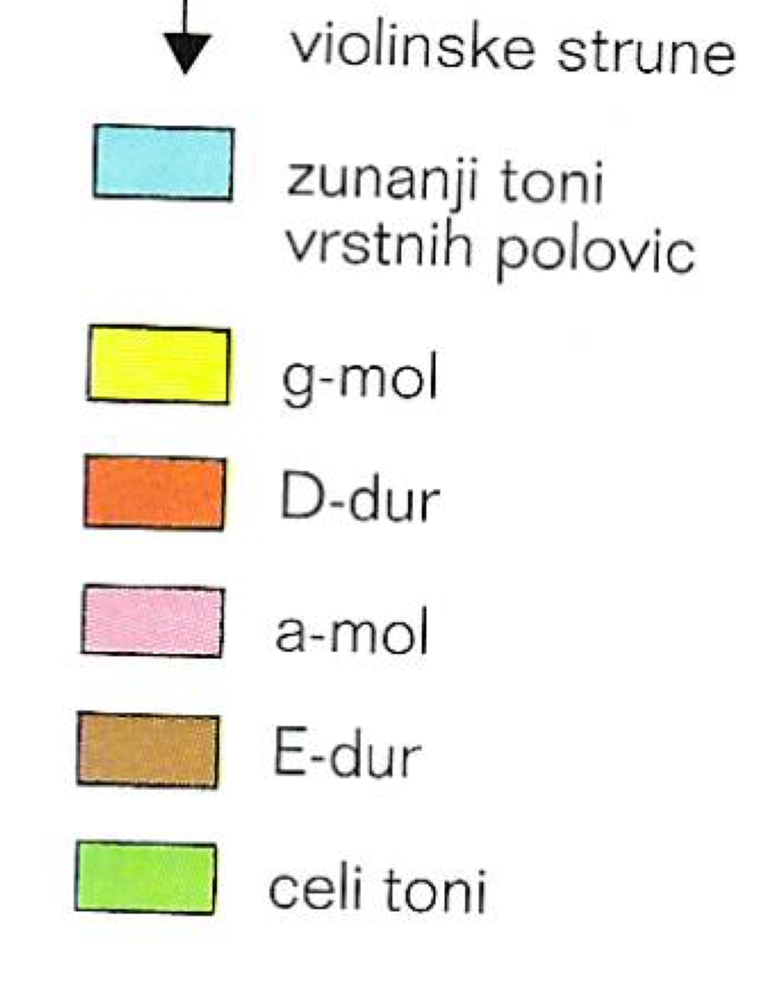 violinske strune
zunanji toni
vrstnih polovic
g-mol
D-dur
a-mol
E-dur
celi toni